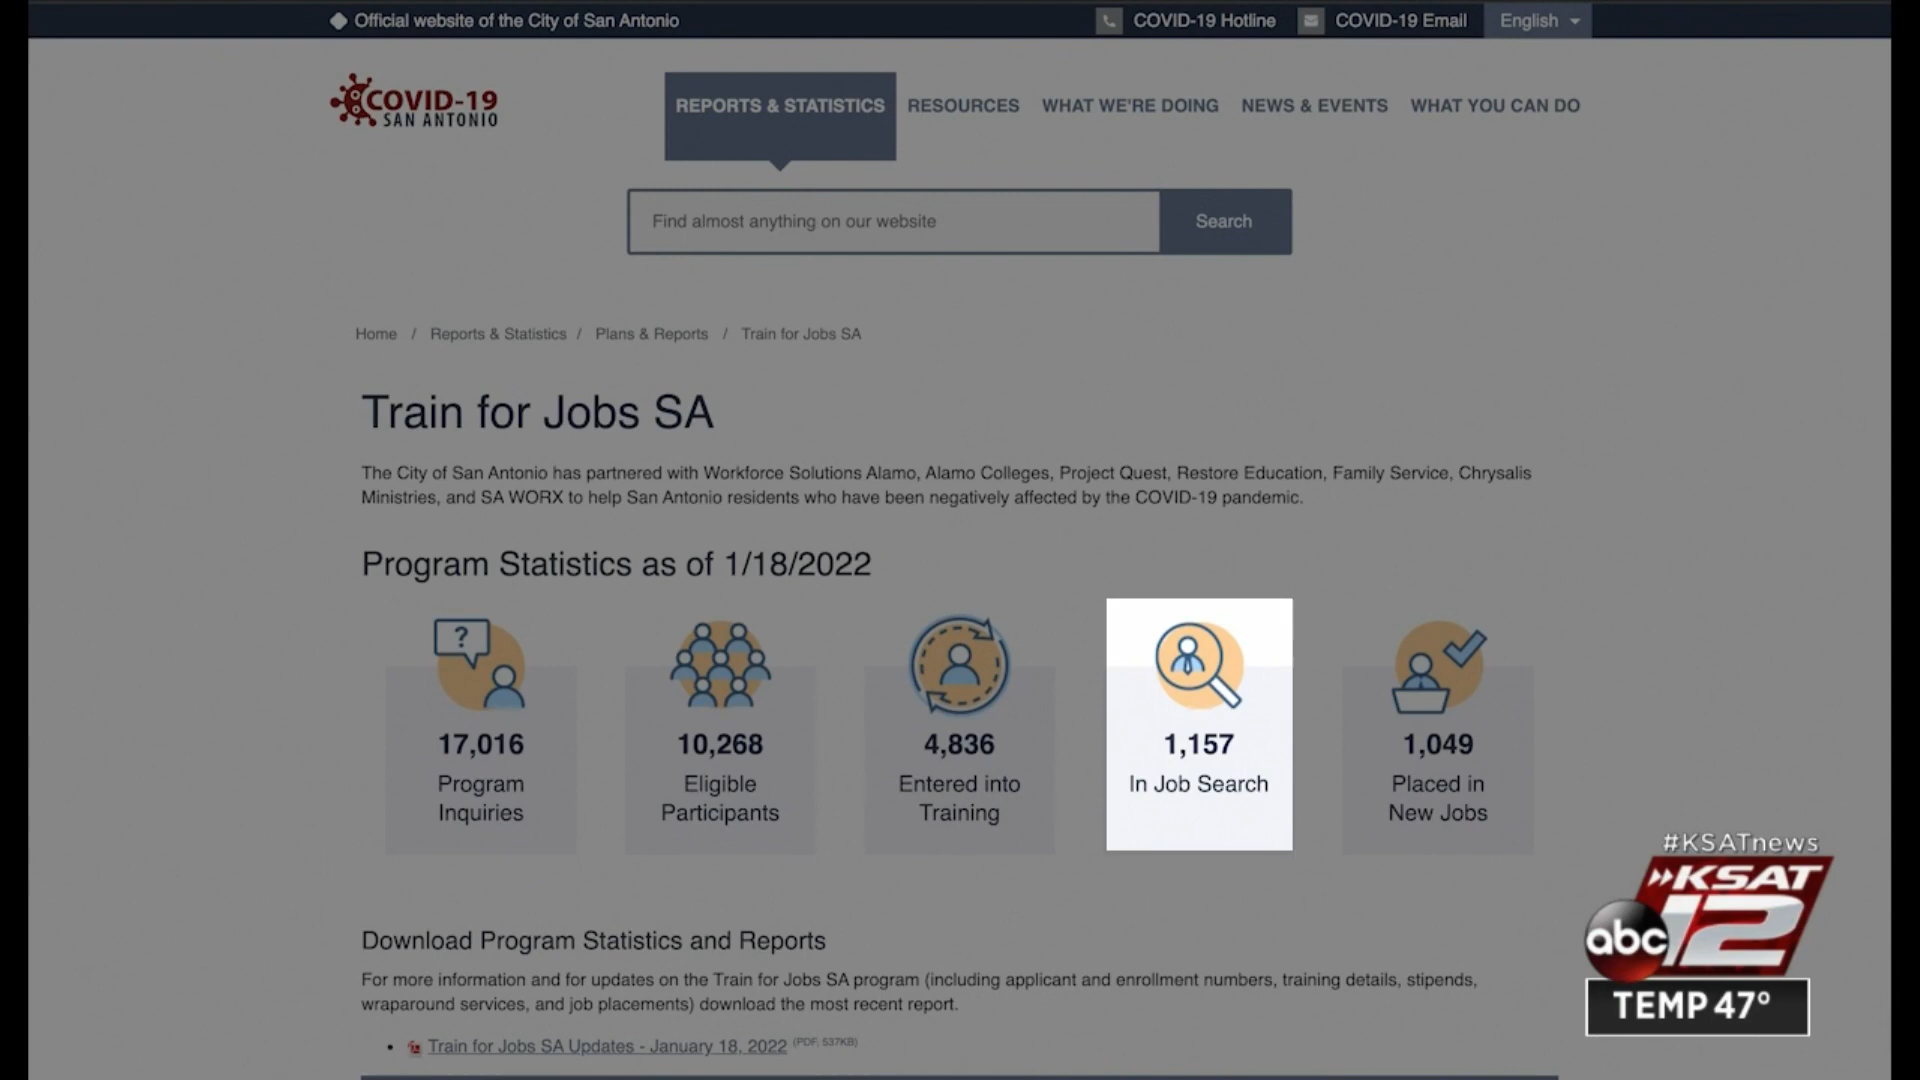 Official website of the City of San Antonio
COVID-19 Hotline
COVID-19 Email
English
COVID-19
SAN ANTONIO
REPORTS & STATISTICS
RESOURCES
WHAT WE'RE DOING
NEWS & EVENTS
WHAT YOU CAN DO
Find almost anything on our website
Search
Home / Reports & Statistics / Plans & Reports / Train for Jobs SA
Train for Jobs SA
The City of San Antonio has partnered with Workforce Solutions Alamo, Alamo Colleges, Project Quest, Restore Education, Family Service, Chrysalis
Ministries, and SA WORX to help San Antonio residents who have been negatively affected by the COVID-19 pandemic.
Program Statistics as of 1/18/2022
?
17,016
Program
Inquiries
10,268
Eligible
Participants
4,836
Entered into
Training
1,157
In Job Search
1,049
Placed in
New Jobs
Download Program Statistics and Reports
For more information and for updates on the Train for Jobs SA program (including applicant and enrollment numbers, training details, stipends,
wraparound services, and job placements) download the most recent report.
• Train for Jobs SA Updates - January 18, 2022 (PDF, 537KB)
#KSATnews
KSAT
12
abc
TEMP 47°